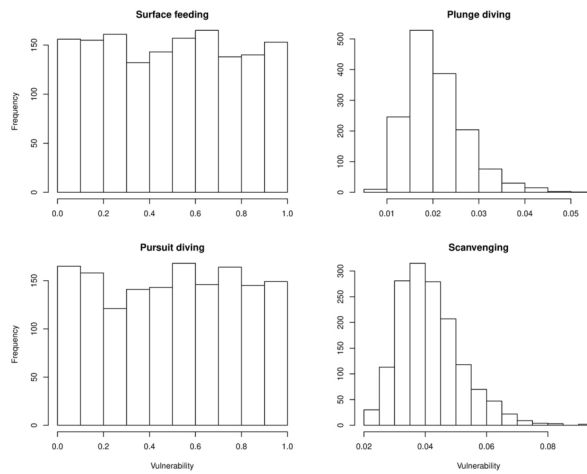 Surface feeding
Frequency
0 50 100 150
0.0 0.2 0.4 0.6 0.8 1.0
Plunge diving
0 100 200 300 400 500
0.01 0.02 0.03 0.04 0.05
Pursuit diving
Frequency
0 50 100 150
0.0 0.2 0.4 0.6 0.8 1.0
Vulnerability
Scanvenging
0 50 100 150 200 250 300
0.02 0.04 0.06 0.08
Vulnerability